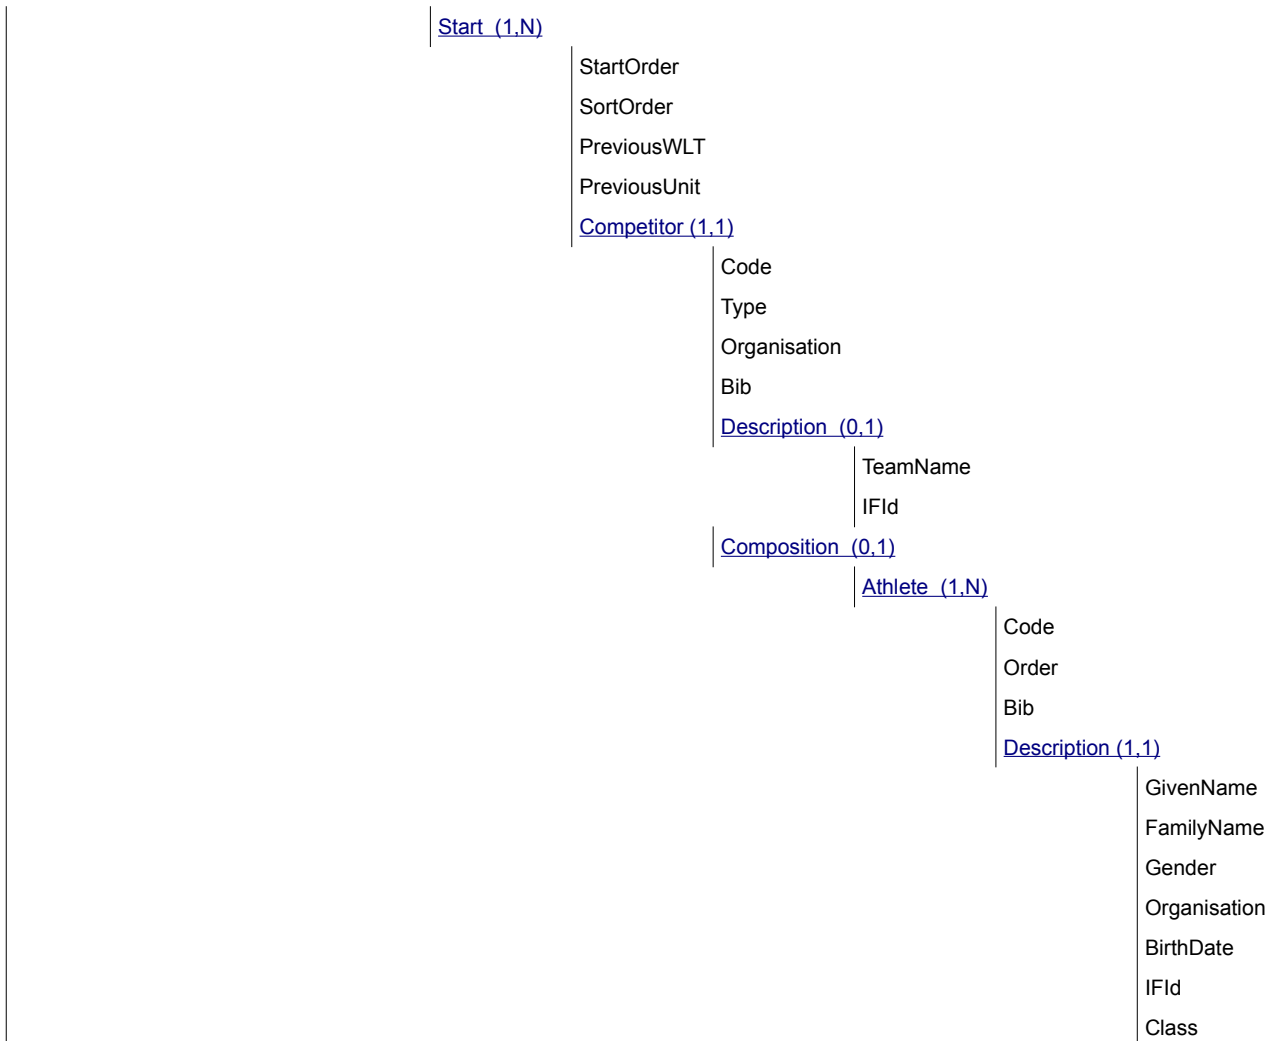 Start (1,N)
StartOrder
SortOrder
PreviousWLT
PreviousUnit
Competitor (1,1)
Code
Type
Organisation
Bib
Description (0,1)
TeamName
IFId
Composition (0,1)
Athlete (1,N)
Code
Order
Bib
Description (1,1)
GivenName
FamilyName
Gender
Organisation
BirthDate
IFId
Class